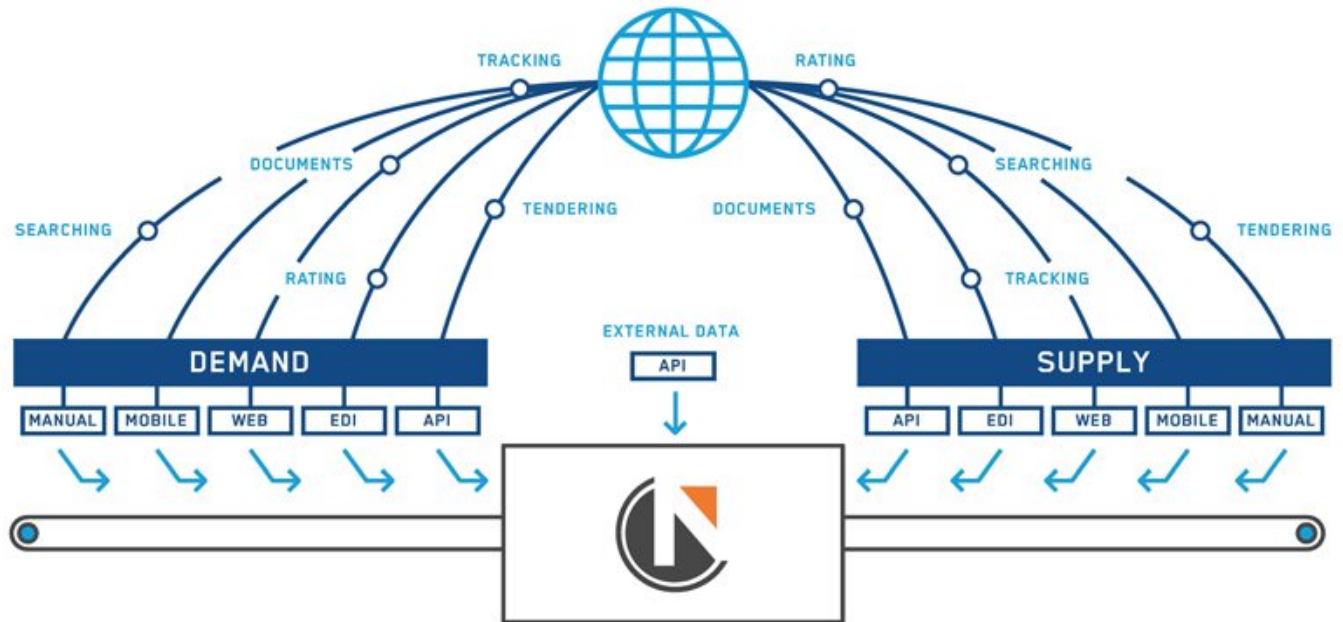 TRACKING
RATING
DOCUMENTS
SEARCHING
SEARCHING
TENDERING
DOCUMENTS
TENDERING
RATING
TRACKING
EXTERNAL DATA
API
DEMAND
SUPPLY
MANUAL MOBILE WEB EDI API
API EDI WEB MOBILE MANUAL